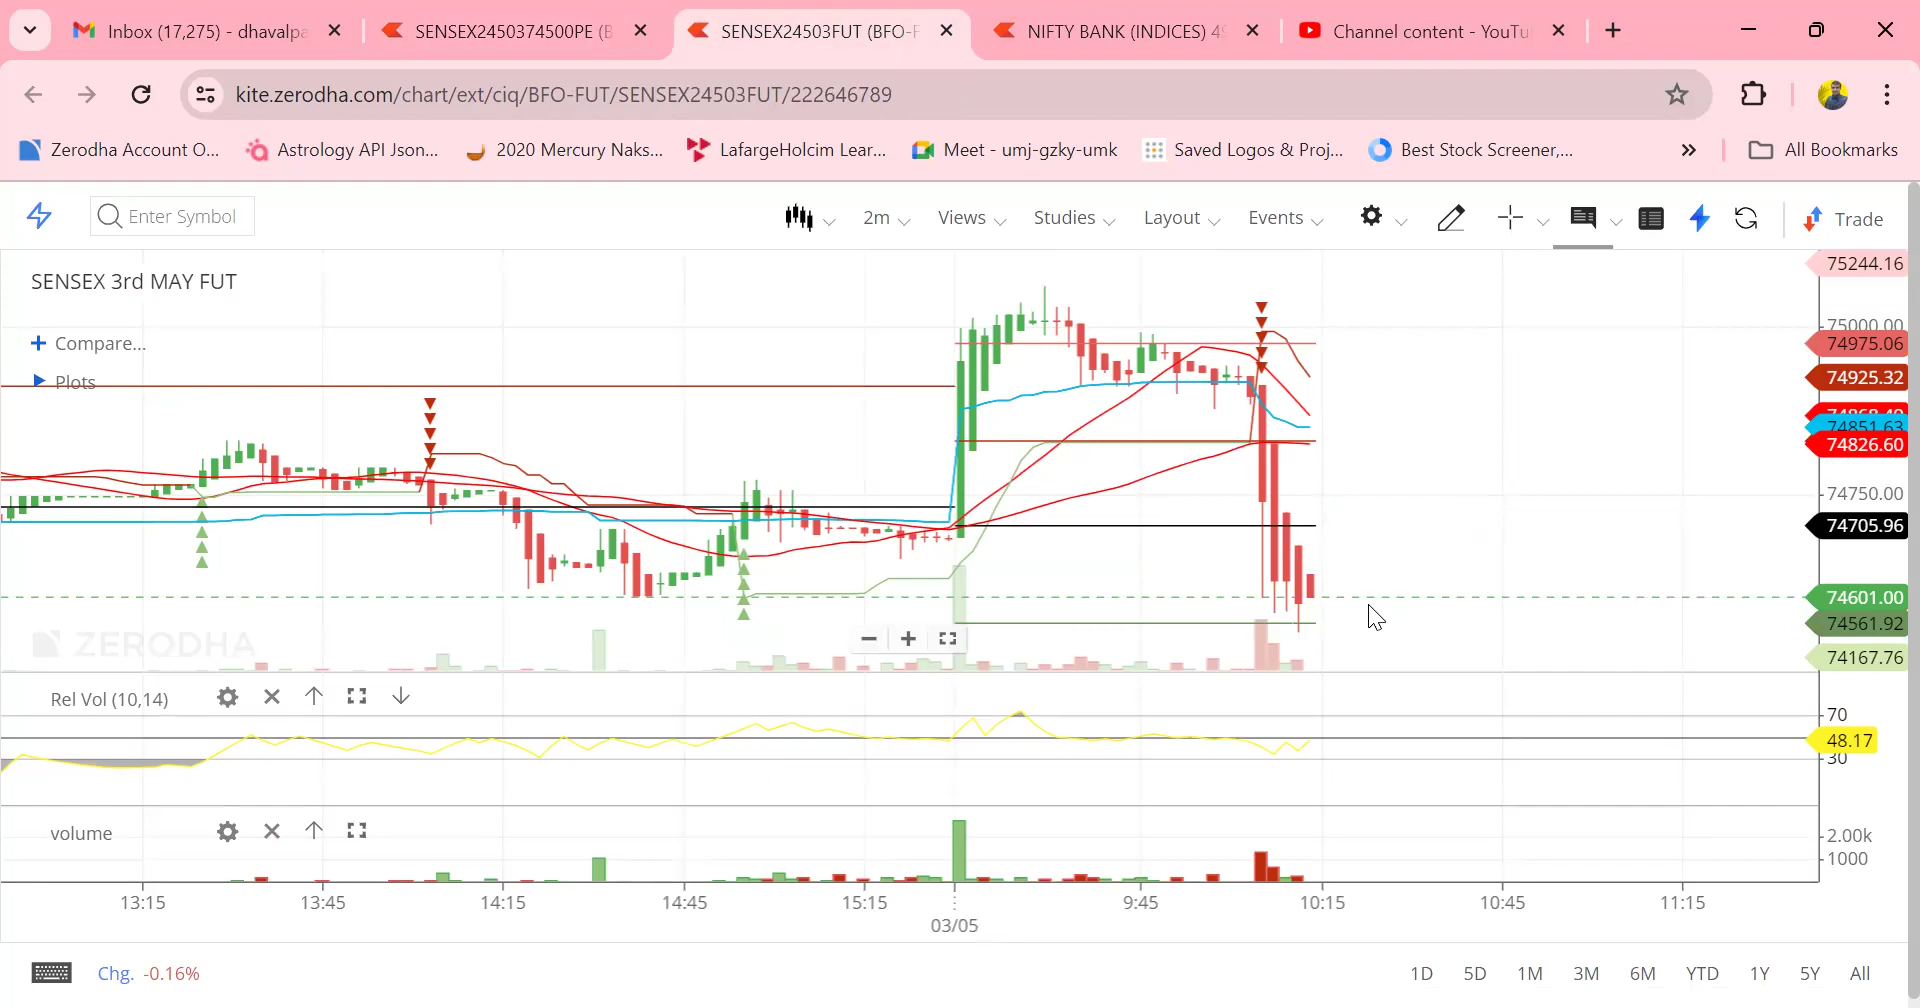 Inbox (17,275) - dhavalpa
SENSEX2450374500PE (B
SENSEX24503FUT (BFO-F
NIFTY BANK (INDICES) 49
Channel content - YouTu
kite.zerodha.com/chart/ext/ciq/BFO-FUT/SENSEX24503FUT/222646789
Zerodha Account O...
Astrology API Json...
2020 Mercury Naks...
LafargeHolcim Lear...
Meet - umj-gzky-umk
Saved Logos & Proj...
Best Stock Screener,...
»
All Bookmarks
Enter Symbol
2m
Views
Studies
Layout
Events
Trade
SENSEX 3rd MAY FUT
Compare...
Plots
75244.16
75000.00
74975.06
74925.32
74851.63
74826.60
74750.00
74705.96
74601.00
74561.92
74167.76
ZERODHA
Rel Vol (10,14)
70
48.17
30
volume
2.00k
1000
13:15
13:45
14:15
14:45
15:15
9:45
10:15
10:45
11:15
03/05
Chg. -0.16%
1D
5D
1M
3M
6M
YTD
1Y
5Y
All